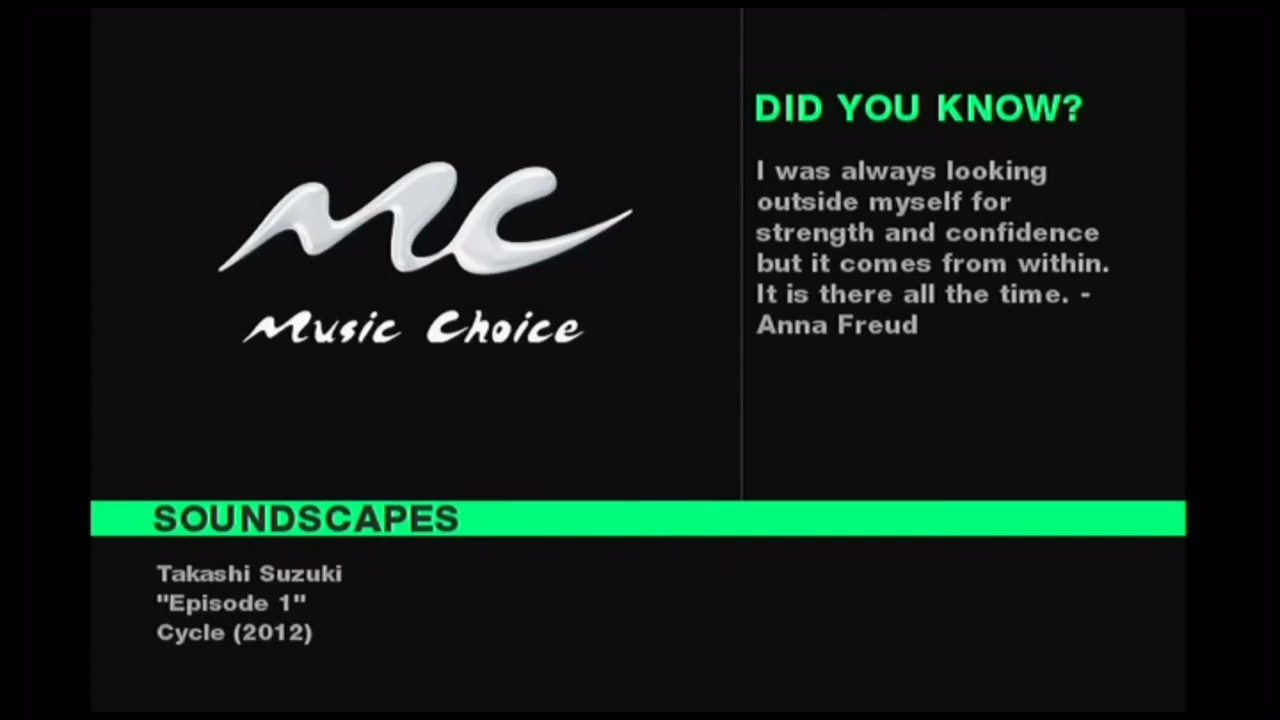 MC
Music Choice
DID YOU KNOW?
I was always looking
outside myself for
strength and confidence
but it comes from within.
It is there all the time. -
Anna Freud
SOUNDSCAPES
Takashi Suzuki
"Episode 1"
Cycle (2012)